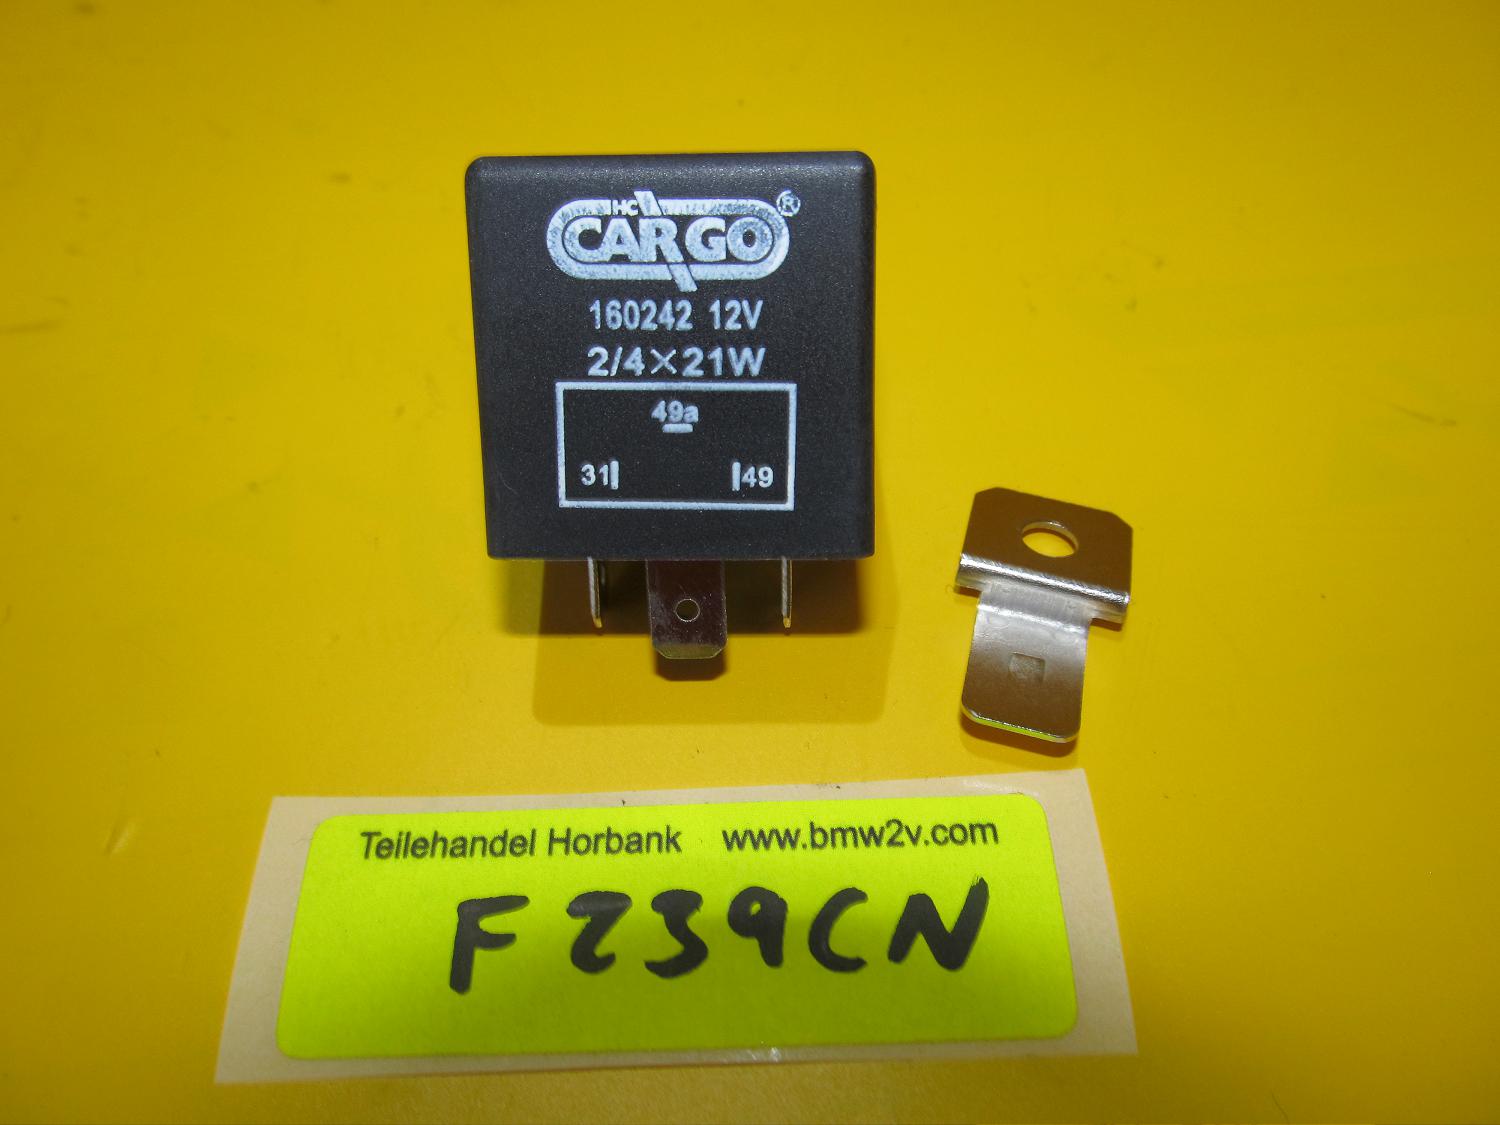 HC
CARGO®
160242 12V
2/4×21W
49a
31 49
Teilehandel Horbank www.bmw2v.com
F239CN